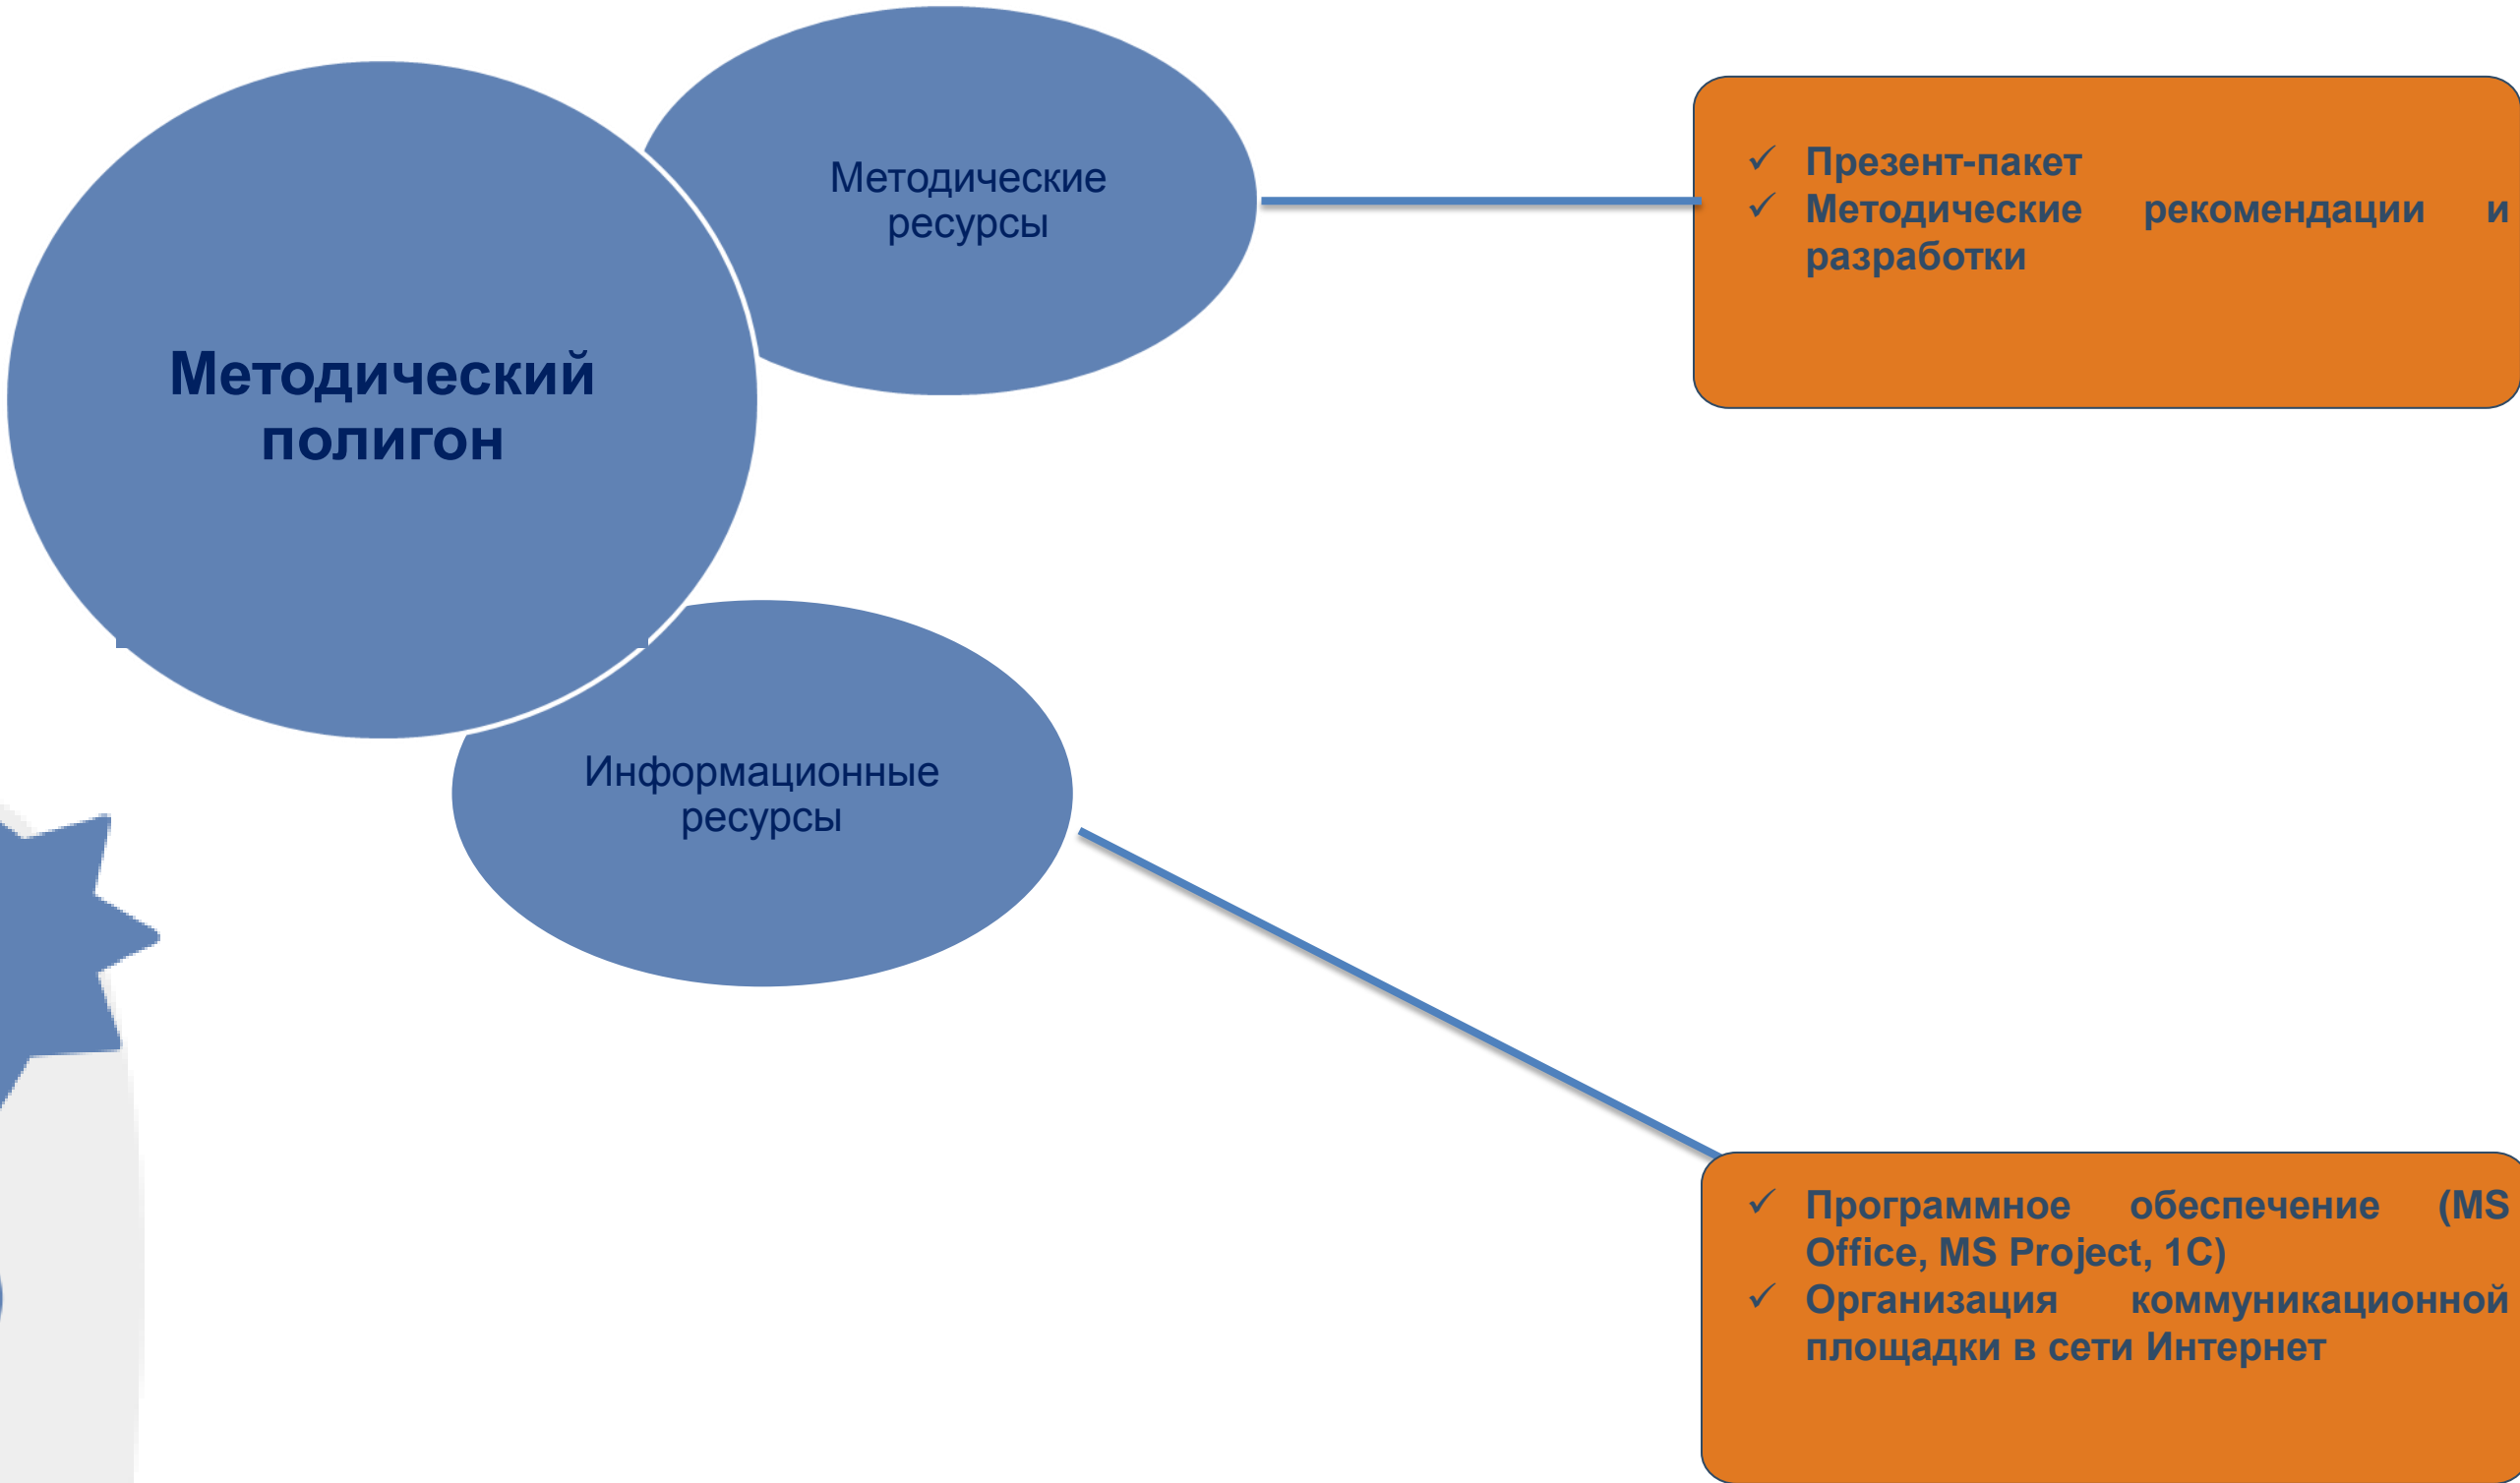 Методические
ресурсы
Методический
полигон
Информационные
ресурсы
✓ Презент-пакет
✓ Методические рекомендации и
разработки
✓ Программное обеспечение (MS
Office, MS Project, 1С)
✓ Организация коммуникационной
площадки в сети Интернет